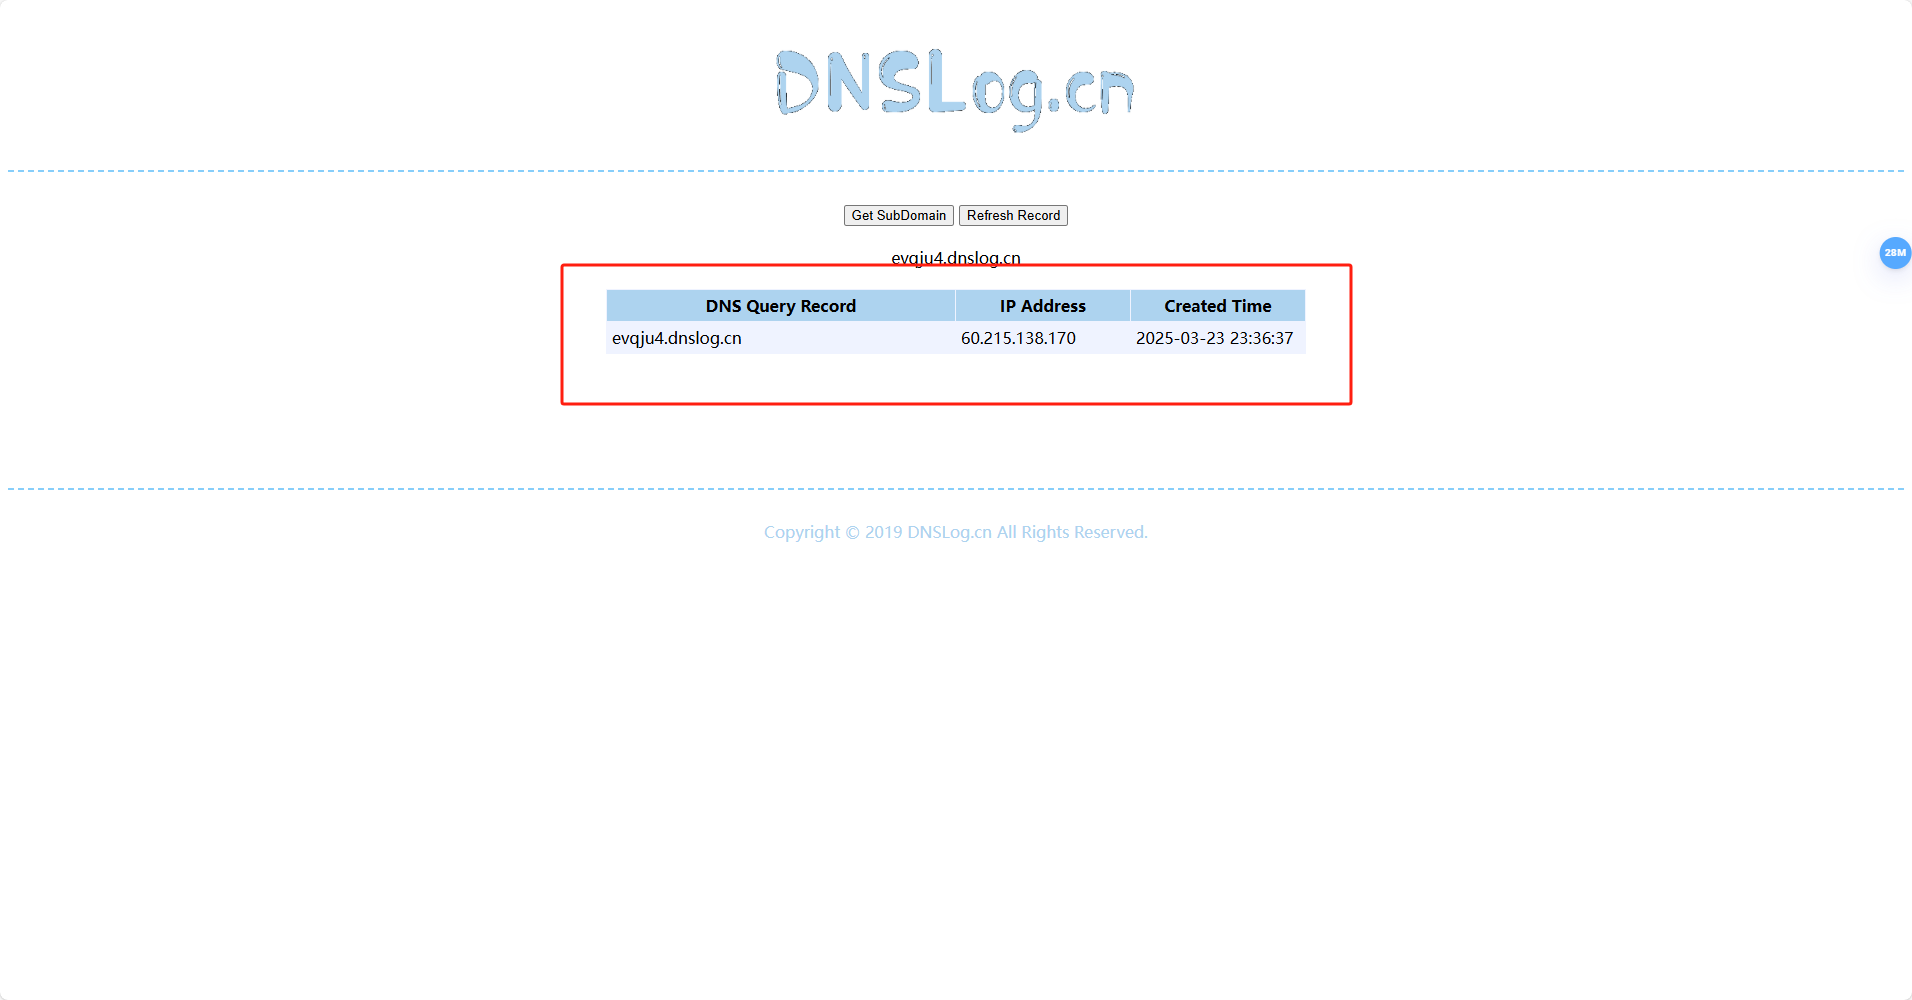 DNSLog.cn
Get SubDomain Refresh Record
evqju4.dnslog.cn
DNS Query Record IP Address Created Time
evqju4.dnslog.cn 60.215.138.170 2025-03-23 23:36:37
28M
Copyright © 2019 DNSLog.cn All Rights Reserved.